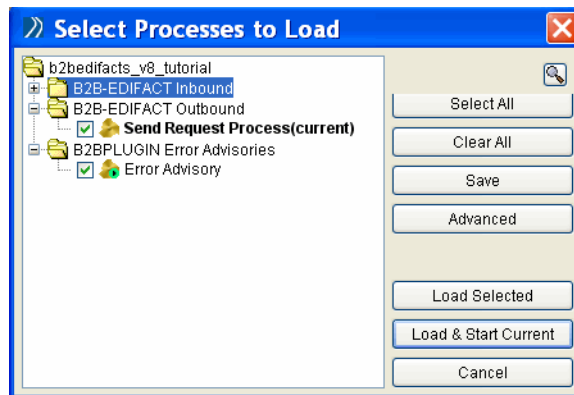 Select Processes to Load
b2bedifacts_v8_tutorial
B2B-EDIFACT Inbound
B2B-EDIFACT Outbound
Send Request Process(current)
B2BPLUGIN Error Advisories
Error Advisory
Select All
Clear All
Save
Advanced
Load Selected
Load & Start Current
Cancel